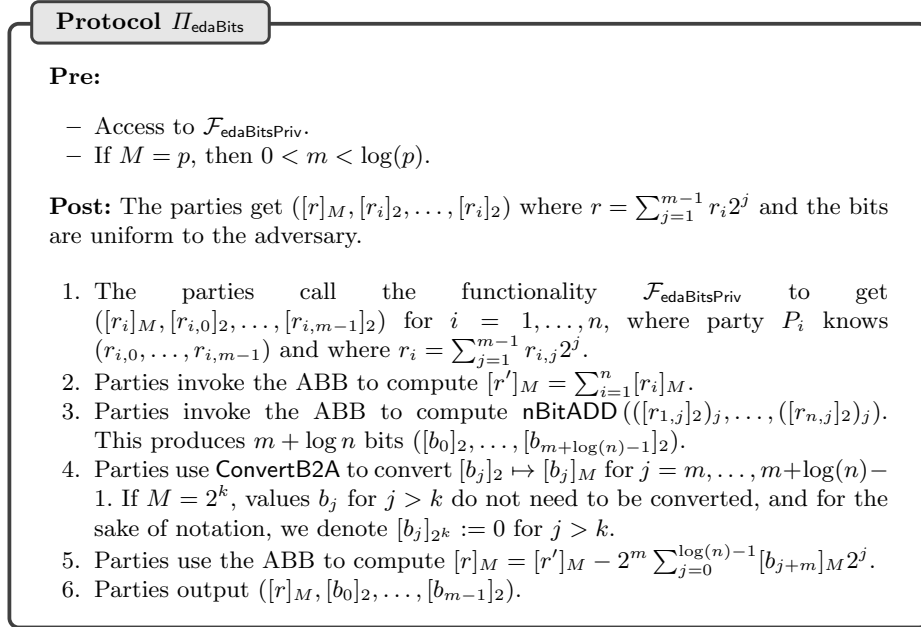 Protocol Π_edaBits
Pre:
– Access to F_edaBitsPriv.
– If M = p, then 0 < m < log(p).
Post: The parties get ([r]_M, [r_i]_2, . . . , [r_i]_2) where r = ∑_{j=1}^{m−1} r_i 2^j and the bits
are uniform to the adversary.
1. The parties call the functionality F_edaBitsPriv to get
([r_i]_M, [r_{i,0}]_2, . . . , [r_{i,m−1}]_2) for i = 1, . . . , n, where party P_i knows
(r_{i,0}, . . . , r_{i,m−1}) and where r_i = ∑_{j=1}^{m−1} r_{i,j} 2^j.
2. Parties invoke the ABB to compute [r′]_M = ∑_{i=1}^{n} [r_i]_M.
3. Parties invoke the ABB to compute nBitADD (([r_{1,j}]_2)_j, . . . , ([r_{n,j}]_2)_j).
This produces m + log n bits ([b_0]_2, . . . , [b_{m+log(n)−1}]_2).
4. Parties use ConvertB2A to convert [b_j]_2 ↦ [b_j]_M for j = m, . . . , m+log(n)−
1. If M = 2^k, values b_j for j > k do not need to be converted, and for the
sake of notation, we denote [b_j]_{2^k} := 0 for j > k.
5. Parties use the ABB to compute [r]_M = [r′]_M − 2^m ∑_{j=0}^{log(n)−1} [b_{j+m}]_M 2^j.
6. Parties output ([r]_M, [b_0]_2, . . . , [b_{m−1}]_2).